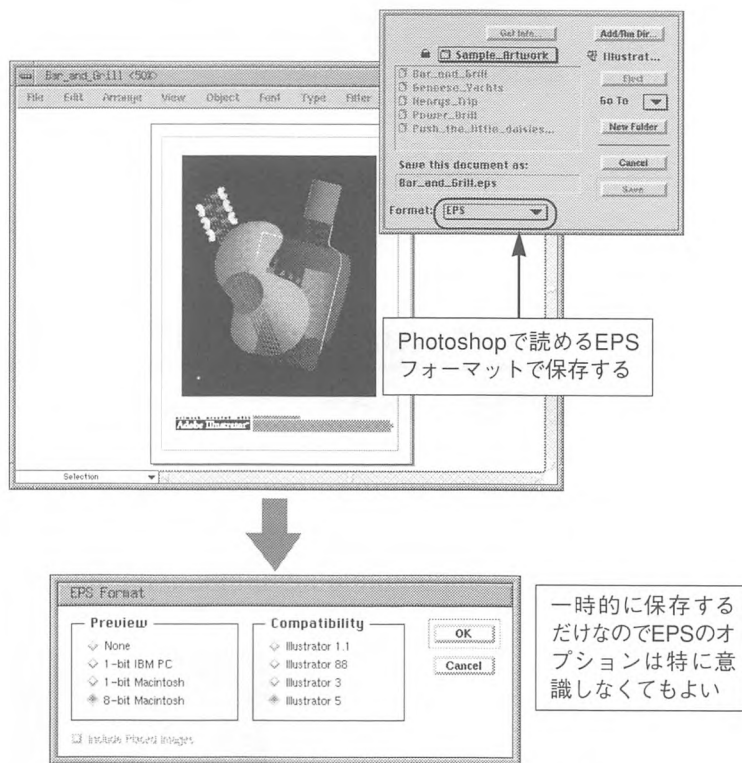 Bar_and_Grill <50%>
File Edit Arrange View Object Font Type Filter
Get Info...
Add/Rm Dir...
Sample_Artwork
Illustrat...
Bar_and_Grill
Genoese_Yachts
Henrys_Trip
Power_Drill
Push_the_little_daisies...
Eject
Go To
New Folder
Save this document as:
Cancel
Bar_and_Grill.eps
Save
Format: EPS
Photoshopで読めるEPS
フォーマットで保存する
Adobe Illustrator
Selection
EPS Format
Preview
None
1-bit IBM PC
1-bit Macintosh
8-bit Macintosh
Compatibility
Illustrator 1.1
Illustrator 88
Illustrator 3
Illustrator 5
OK
Cancel
Include Placed Images
一時的に保存する
だけなのでEPSのオ
プションは特に意
識しなくてもよい